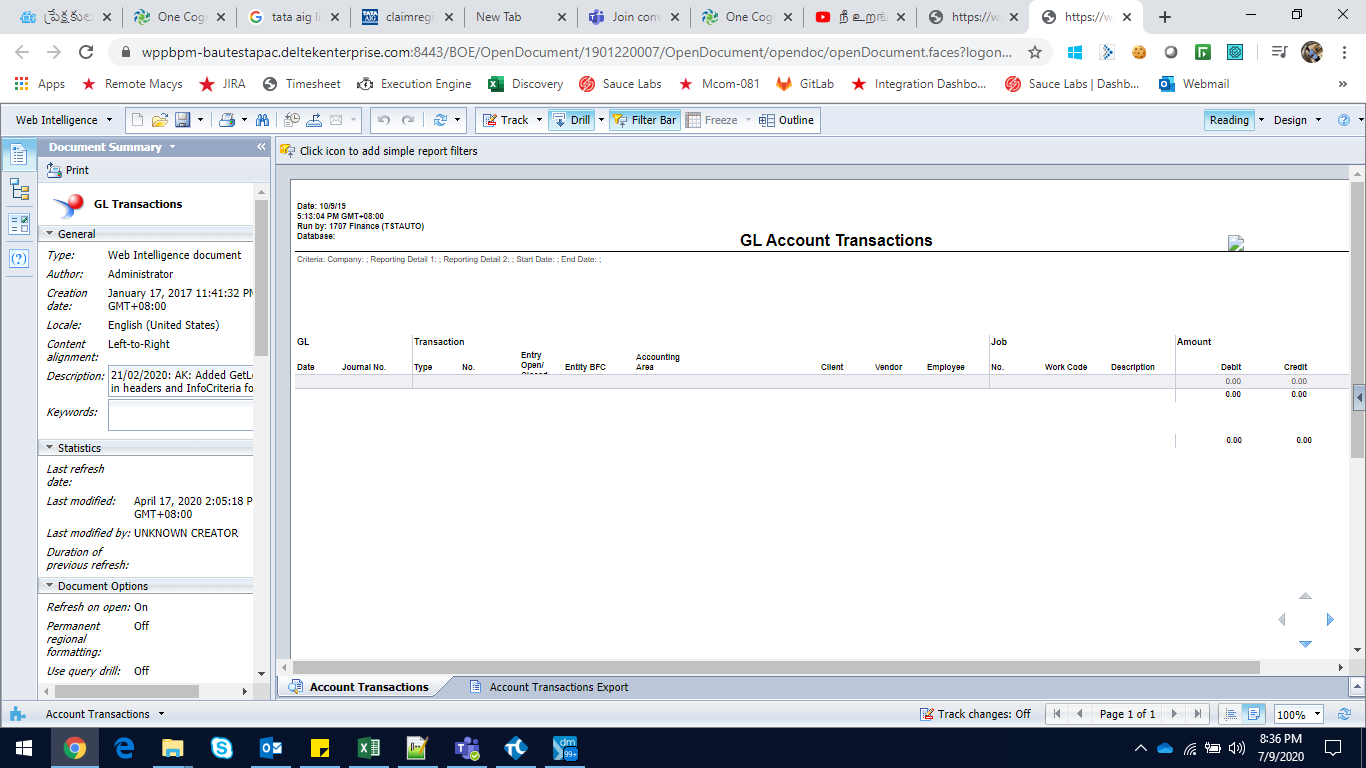 ప్రేక్షకుల
One Cog
tata aig li
claimreg
New Tab
Join con
One Cog
நீ உறங்
https://w
https://w
wppbpm-bautestapac.deltekenterprise.com:8443/BOE/OpenDocument/1901220007/OpenDocument/opendoc/openDocument.faces?logon...
Apps Remote Macys JIRA Timesheet Execution Engine Discovery Sauce Labs Mcom-081 GitLab Integration Dashbo... Sauce Labs | Dashb... Webmail »
Web Intelligence Track Drill Filter Bar Freeze Outline Reading Design
Document Summary «
Click icon to add simple report filters
Print
GL Transactions
General
Type: Web Intelligence document
Author: Administrator
Creation date: January 17, 2017 11:41:32 PM
GMT+08:00
Locale: English (United States)
Content alignment: Left-to-Right
Description: 21/02/2020: AK: Added GetLo
in headers and InfoCriteria fo
Keywords:
Statistics
Last refresh date:
Last modified: April 17, 2020 2:05:18 P
GMT+08:00
Last modified by: UNKNOWN CREATOR
Duration of
previous refresh:
Document Options
Refresh on open: On
Permanent regional formatting: Off
Use query drill: Off
Date: 10/9/19
5:13:04 PM GMT+08:00
Run by: 1707 Finance (TSTAUTO)
Database:
GL Account Transactions
Criteria: Company: ; Reporting Detail 1: ; Reporting Detail 2: ; Start Date: ; End Date: ;
GL Transaction Job Amount
Date Journal No. Type No. Entry Open/ Closed Entity BFC Accounting Area Client Vendor Employee No. Work Code Description Debit Credit
0.00 0.00
0.00 0.00
0.00 0.00
Account Transactions Account Transactions Export
Account Transactions Track changes: Off Page 1 of 1 100%
dm
99+
8:36 PM
7/9/2020